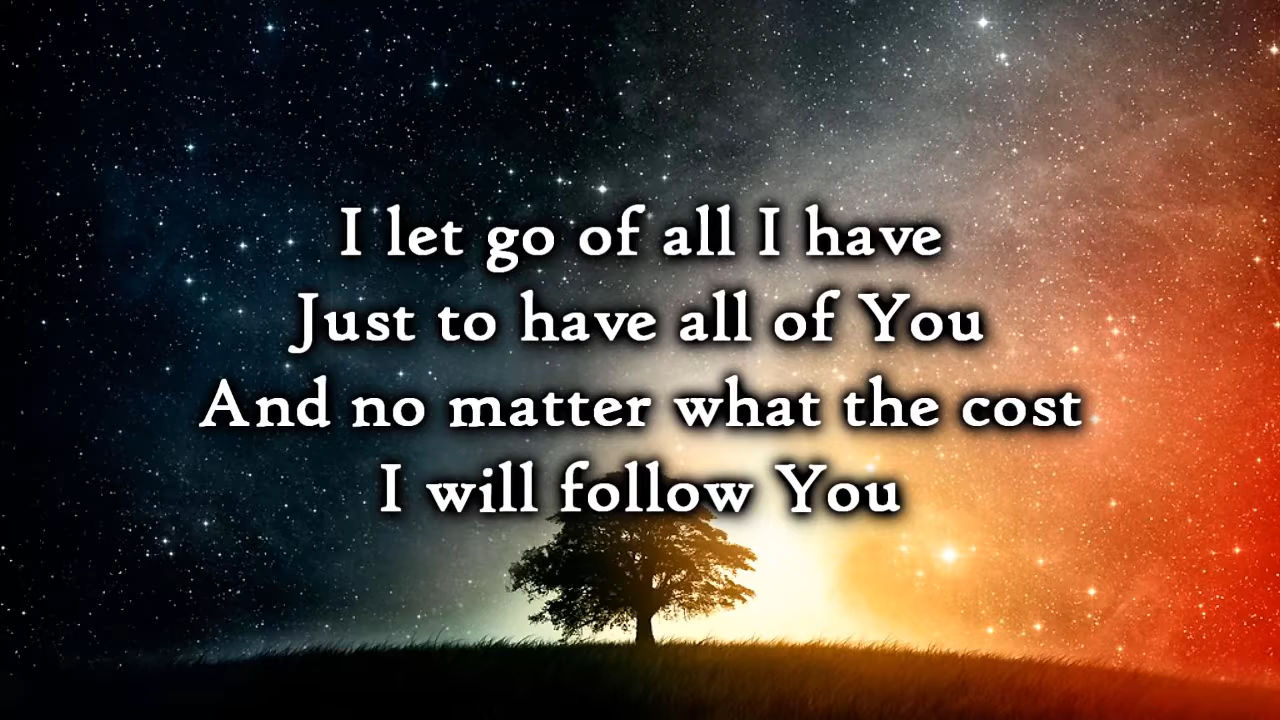 I let go of all I have
Just to have all of You
And no matter what the cost
I will follow You